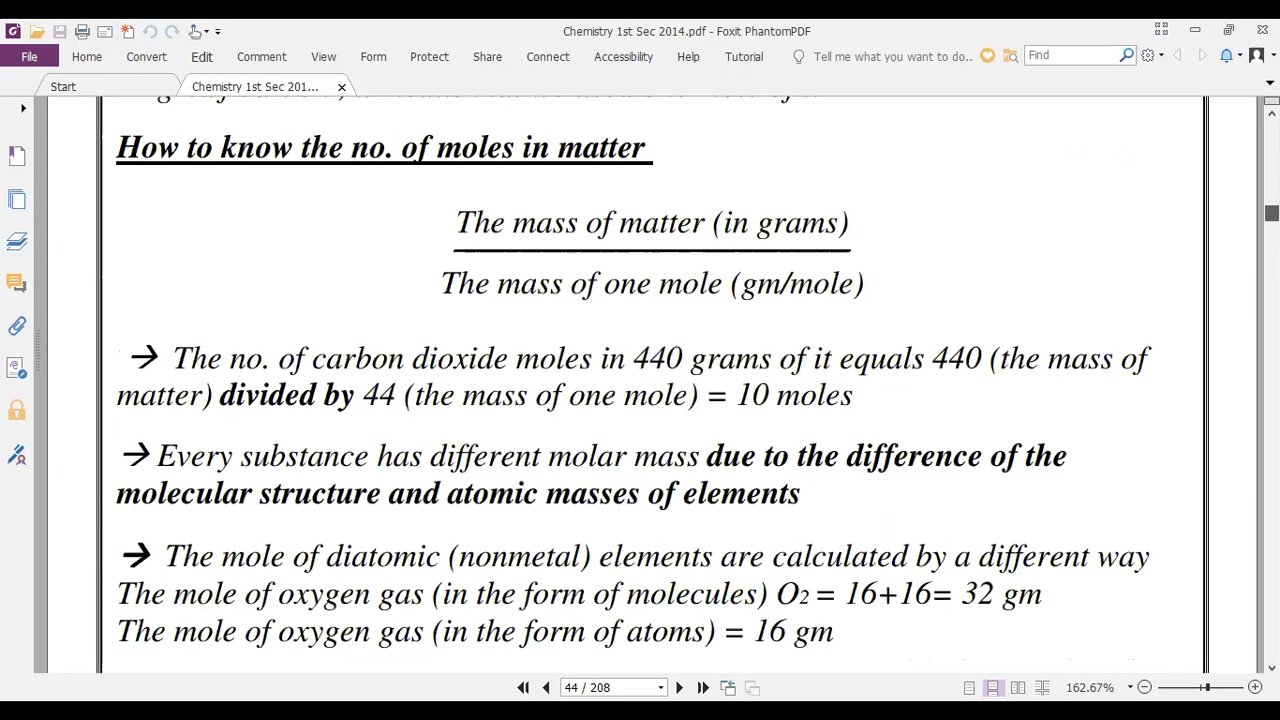 Chemistry 1st Sec 2014.pdf - Foxit PhantomPDF
File Home Convert Edit Comment View Form Protect Share Connect Accessibility Help Tutorial Tell me what you want to do.. Find
Start Chemistry 1st Sec 201...
How to know the no. of moles in matter
The mass of matter (in grams)
The mass of one mole (gm/mole)
→ The no. of carbon dioxide moles in 440 grams of it equals 440 (the mass of
matter) divided by 44 (the mass of one mole) = 10 moles
→ Every substance has different molar mass due to the difference of the
molecular structure and atomic masses of elements
→ The mole of diatomic (nonmetal) elements are calculated by a different way
The mole of oxygen gas (in the form of molecules) O2 = 16+16= 32 gm
The mole of oxygen gas (in the form of atoms) = 16 gm
44 / 208 162.67%